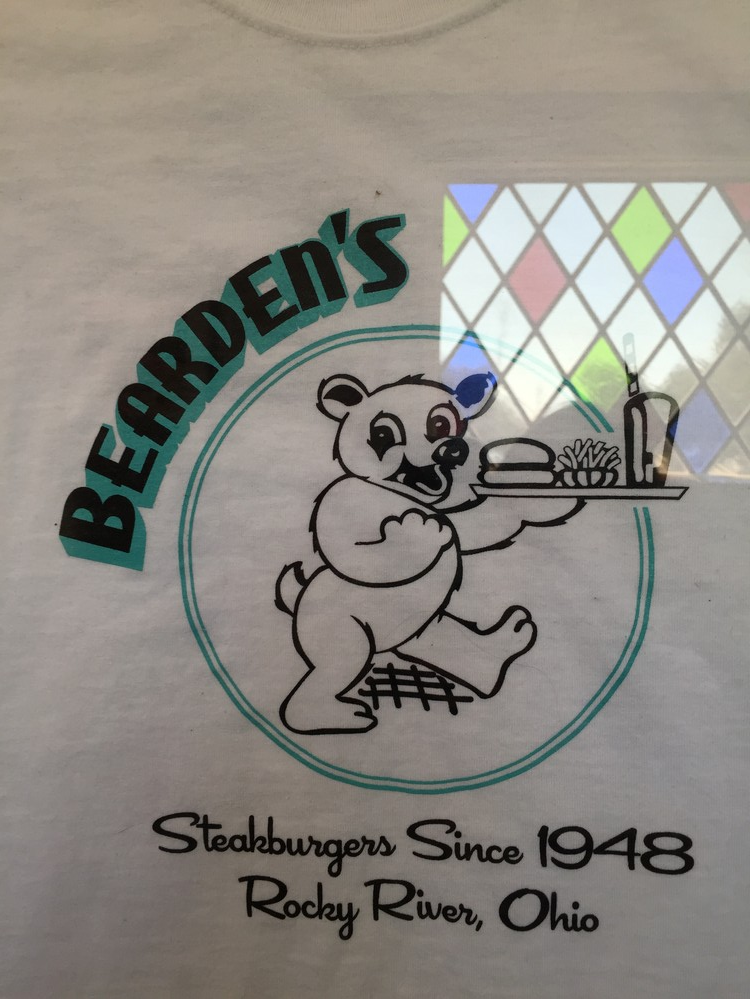 BEARDEN'S
Steakburgers Since 1948
Rocky River, Ohio